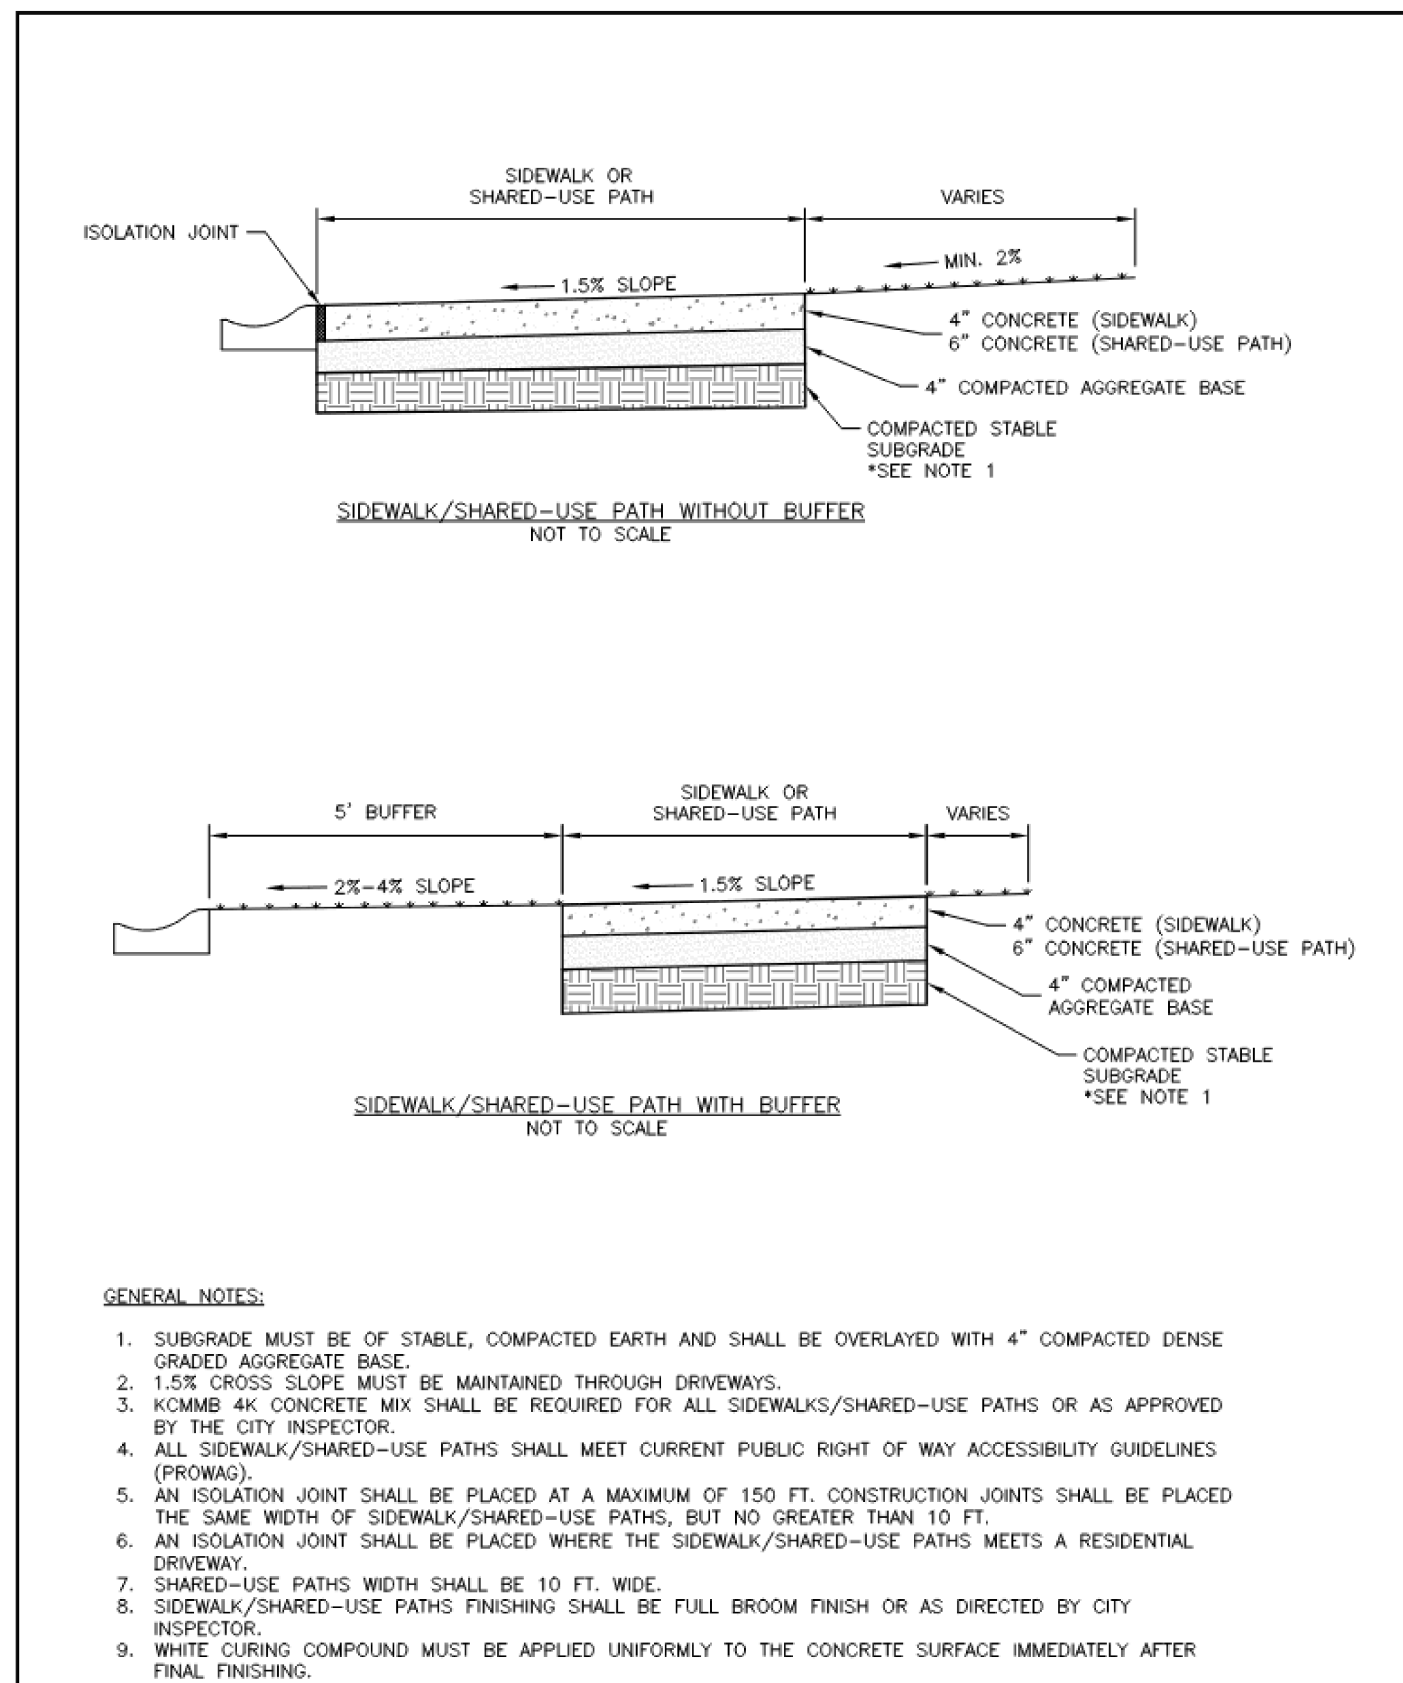 SIDEWALK OR
SHARED-USE PATH
VARIES
ISOLATION JOINT
MIN. 2%
1.5% SLOPE
4" CONCRETE (SIDEWALK)
6" CONCRETE (SHARED-USE PATH)
4" COMPACTED AGGREGATE BASE
COMPACTED STABLE
SUBGRADE
*SEE NOTE 1
SIDEWALK/SHARED-USE PATH WITHOUT BUFFER
NOT TO SCALE
5' BUFFER
SIDEWALK OR
SHARED-USE PATH
VARIES
2%-4% SLOPE
1.5% SLOPE
4" CONCRETE (SIDEWALK)
6" CONCRETE (SHARED-USE PATH)
4" COMPACTED
AGGREGATE BASE
COMPACTED STABLE
SUBGRADE
*SEE NOTE 1
SIDEWALK/SHARED-USE PATH WITH BUFFER
NOT TO SCALE
GENERAL NOTES:
1. SUBGRADE MUST BE OF STABLE, COMPACTED EARTH AND SHALL BE OVERLAYED WITH 4" COMPACTED DENSE
GRADED AGGREGATE BASE.
2. 1.5% CROSS SLOPE MUST BE MAINTAINED THROUGH DRIVEWAYS.
3. KCMMB 4K CONCRETE MIX SHALL BE REQUIRED FOR ALL SIDEWALKS/SHARED-USE PATHS OR AS APPROVED
BY THE CITY INSPECTOR.
4. ALL SIDEWALK/SHARED-USE PATHS SHALL MEET CURRENT PUBLIC RIGHT OF WAY ACCESSIBILITY GUIDELINES
(PROWAG).
5. AN ISOLATION JOINT SHALL BE PLACED AT A MAXIMUM OF 150 FT. CONSTRUCTION JOINTS SHALL BE PLACED
THE SAME WIDTH OF SIDEWALK/SHARED-USE PATHS, BUT NO GREATER THAN 10 FT.
6. AN ISOLATION JOINT SHALL BE PLACED WHERE THE SIDEWALK/SHARED-USE PATHS MEETS A RESIDENTIAL
DRIVEWAY.
7. SHARED-USE PATHS WIDTH SHALL BE 10 FT. WIDE.
8. SIDEWALK/SHARED-USE PATHS FINISHING SHALL BE FULL BROOM FINISH OR AS DIRECTED BY CITY
INSPECTOR.
9. WHITE CURING COMPOUND MUST BE APPLIED UNIFORMLY TO THE CONCRETE SURFACE IMMEDIATELY AFTER
FINAL FINISHING.